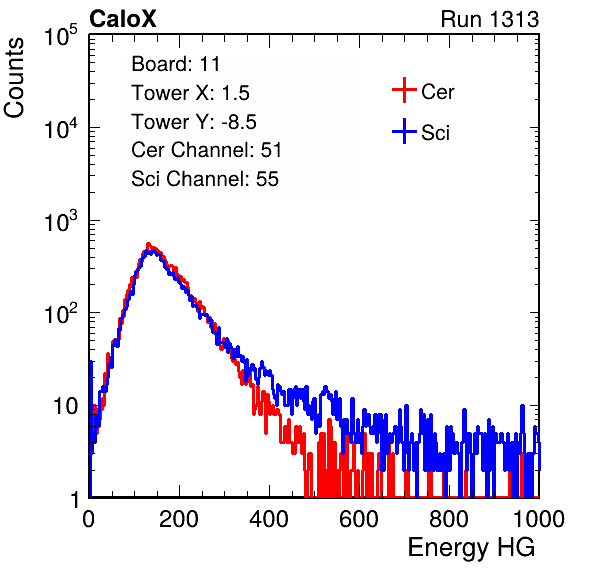 CaloX Run 1313
Counts
10^5
10^4
10^3
10^2
10
1
Board: 11
Tower X: 1.5
Tower Y: -8.5
Cer Channel: 51
Sci Channel: 55
Cer
Sci
0 200 400 600 800 1000
Energy HG